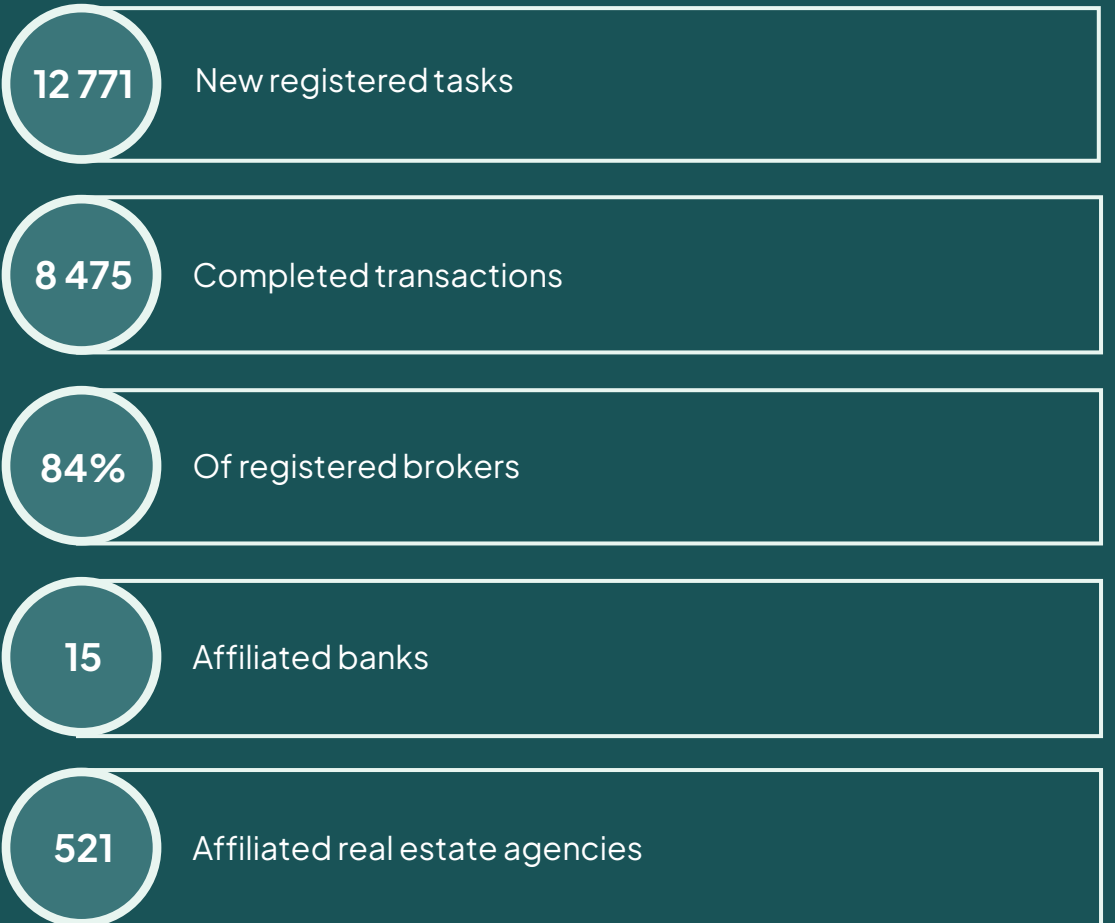 12 771
New registered tasks
8 475
Completed transactions
84%
Of registered brokers
15
Affiliated banks
521
Affiliated real estate agencies